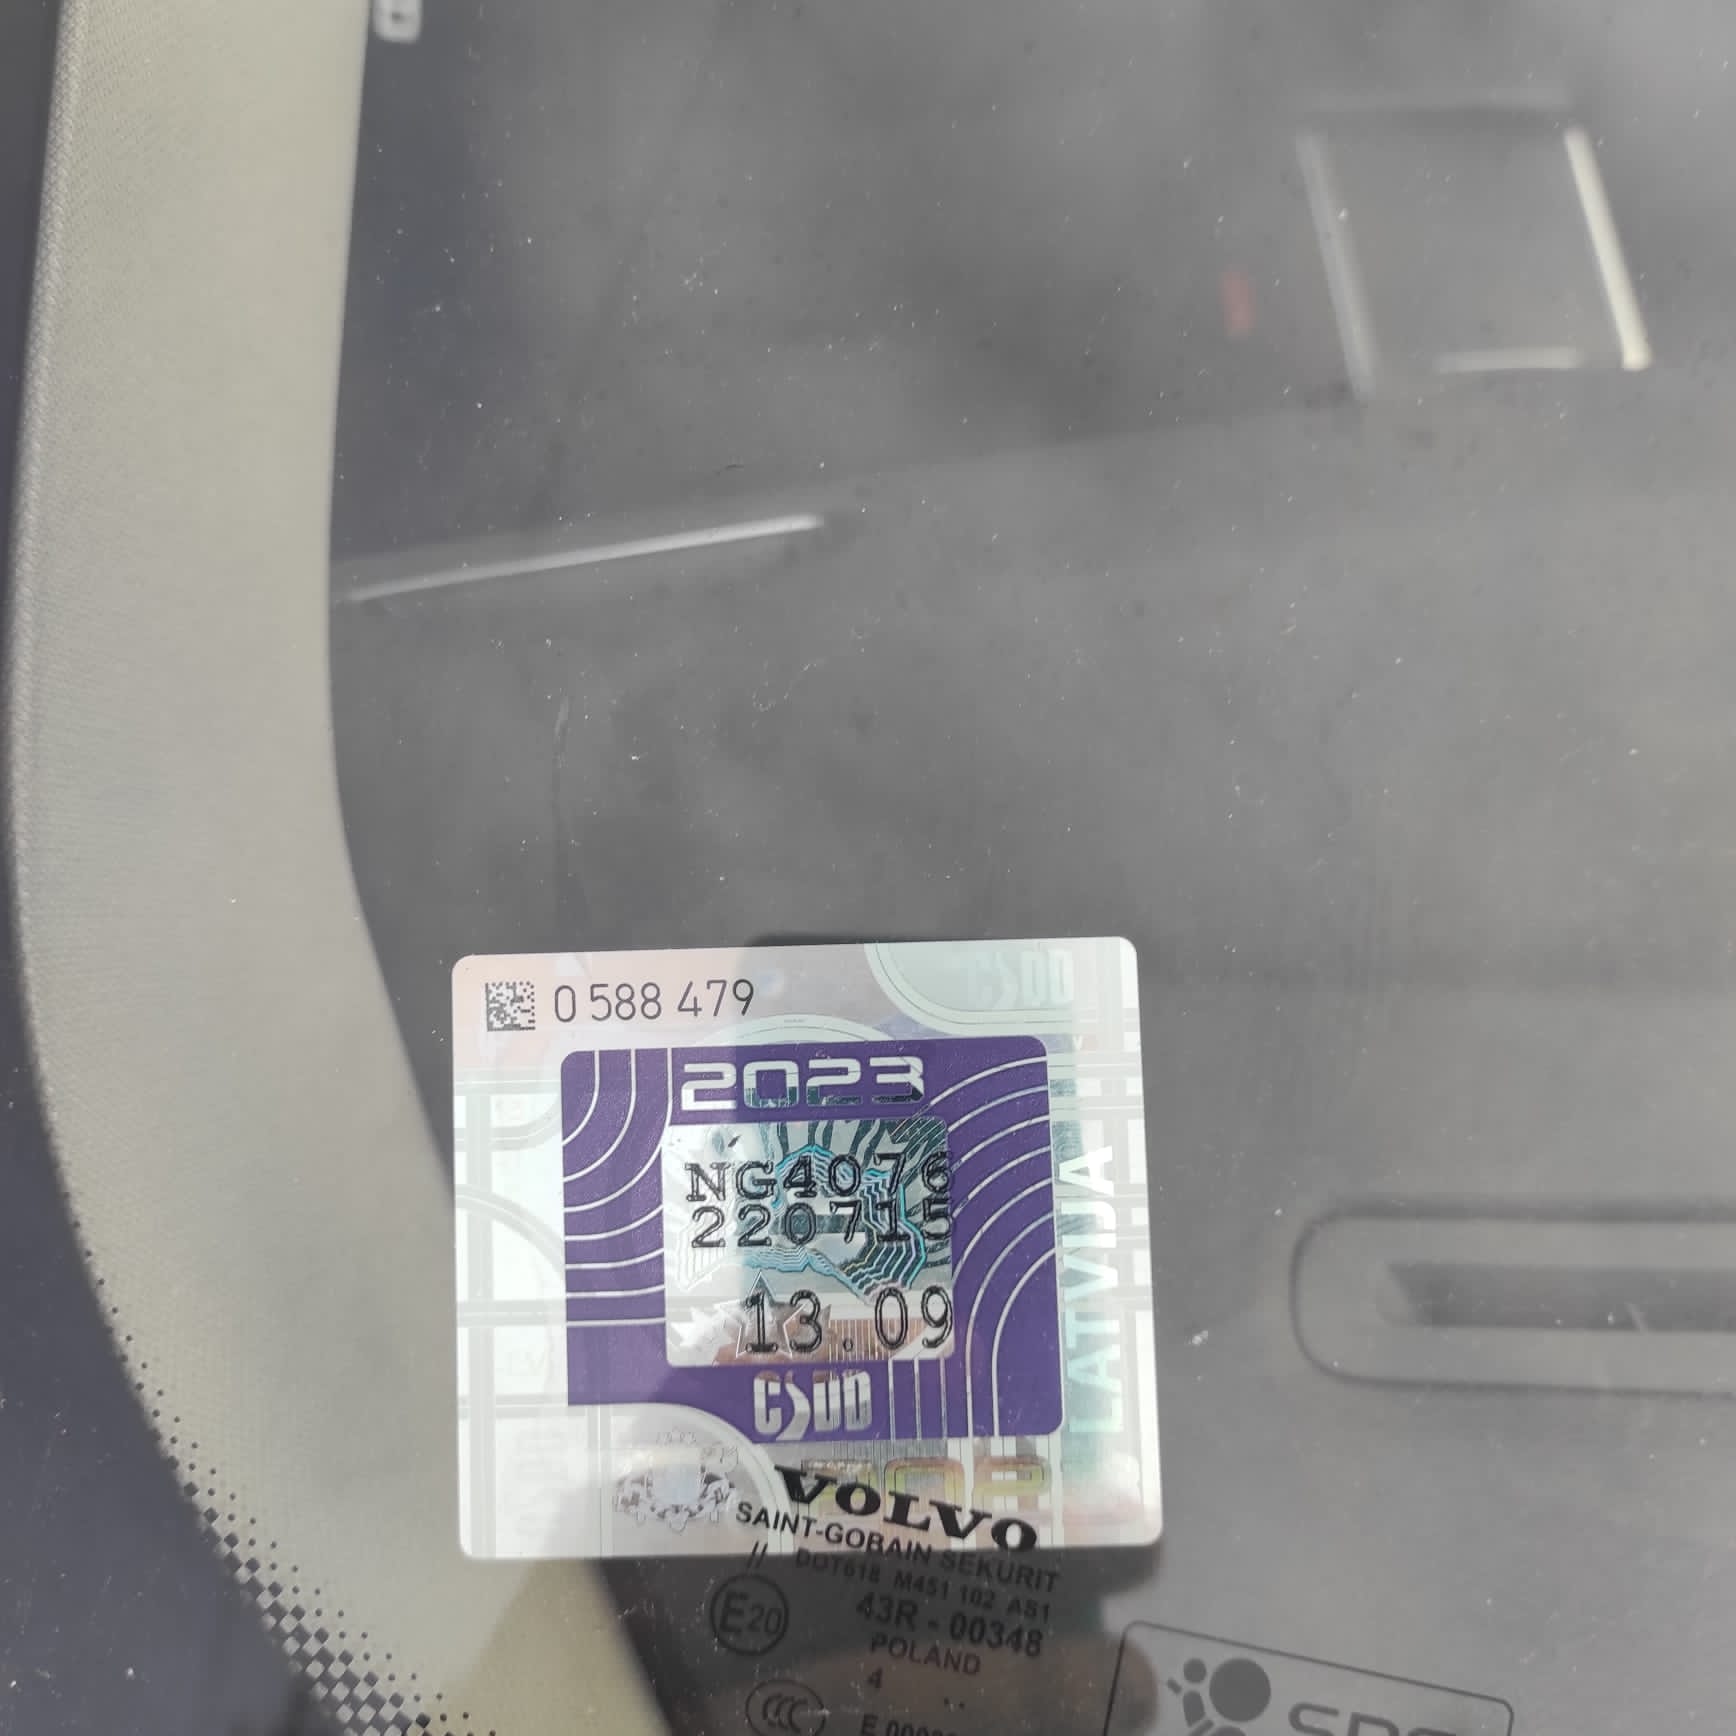 0 588 479
CSDD
2023
NG4076
220715
13.09
CSDD
LATVIJA
VOLVO
SAINT-GOBAIN SEKURIT
// DOT618 M451 102 AS1
E20
43R - 00348
POLAND
4
CCC